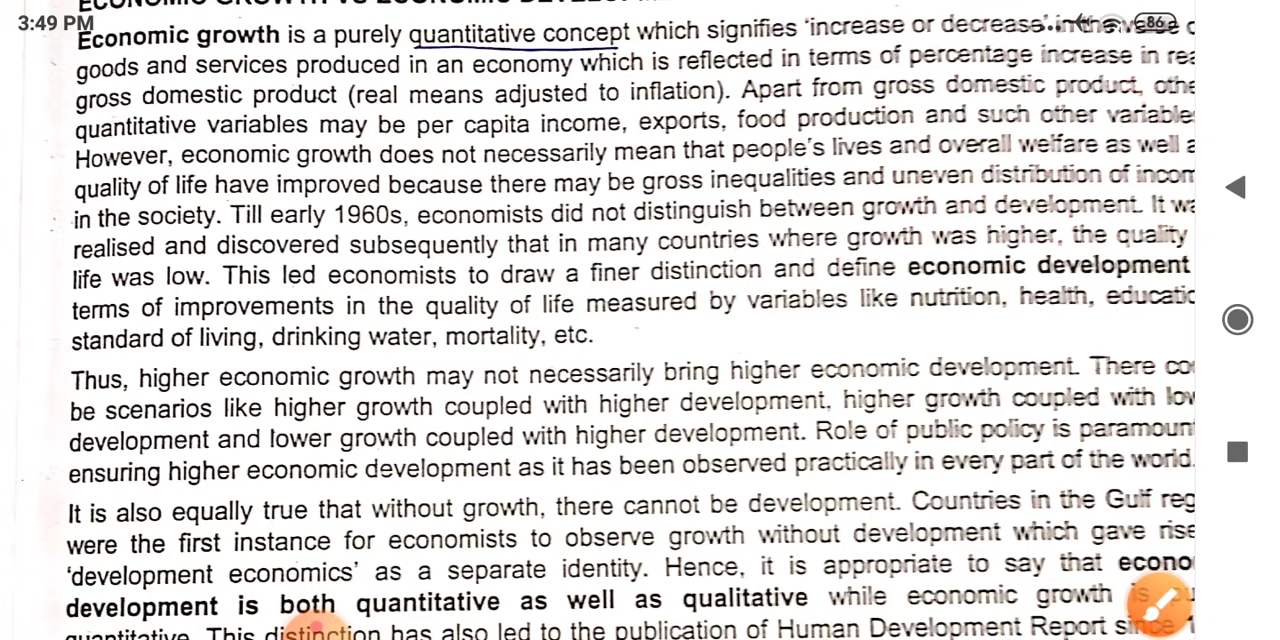 3:49 PM
86
Economic growth is a purely quantitative concept which signifies 'increase or decrease'
goods and services produced in an economy which is reflected in terms of percentage increase in
gross domestic product (real means adjusted to inflation). Apart from gross domestic product,
quantitative variables may be per capita income, exports, food production and such other
However, economic growth does not necessarily mean that people's lives and overall welfare as well
quality of life have improved because there may be gross inequalities and uneven distribution of
in the society. Till early 1960s, economists did not distinguish between growth and development. It
realised and discovered subsequently that in many countries where growth was higher, the quality
life was low. This led economists to draw a finer distinction and define economic development
terms of improvements in the quality of life measured by variables like nutrition, health,
standard of living, drinking water, mortality, etc.
Thus, higher economic growth may not necessarily bring higher economic development. There
be scenarios like higher growth coupled with higher development, higher growth coupled with
development and lower growth coupled with higher development. Role of public policy is
ensuring higher economic development as it has been observed practically in every part of the world.
It is also equally true that without growth, there cannot be development. Countries in the Gulf
were the first instance for economists to observe growth without development which gave rise
'development economics' as a separate identity. Hence, it is appropriate to say that
development is both quantitative as well as qualitative while economic growth
quantitative. This distinction has also led to the publication of Human Development Report since